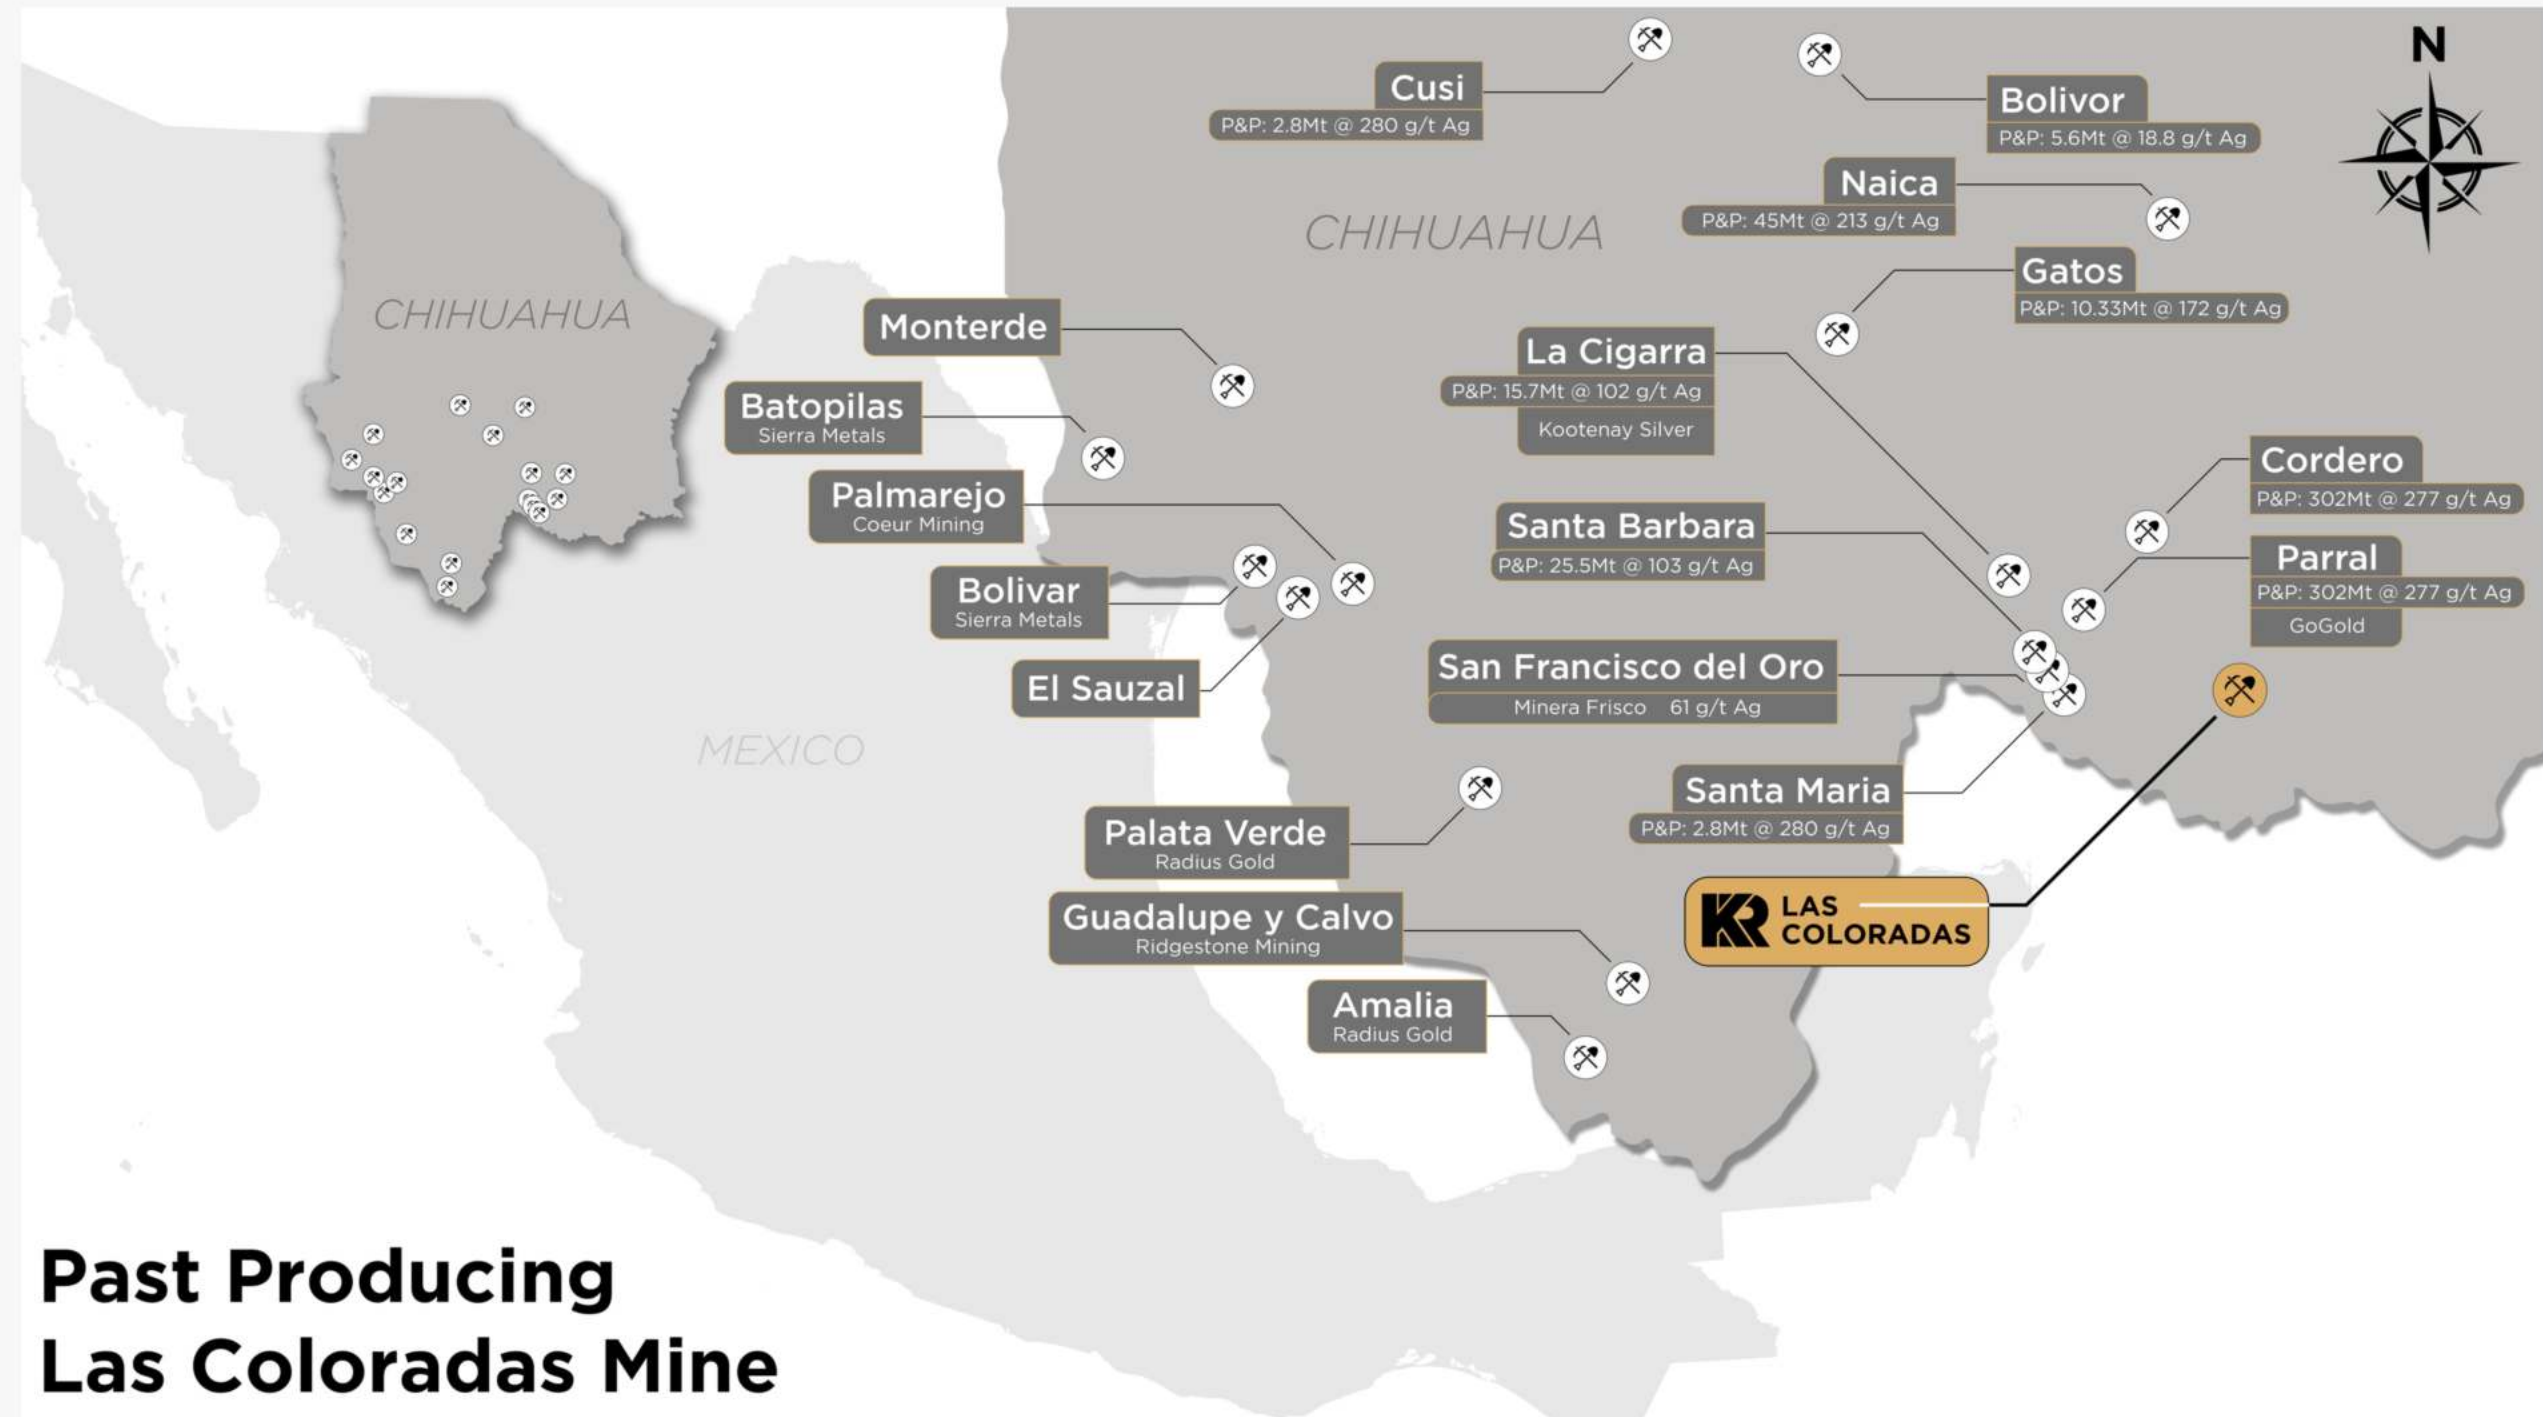 N
Cusi
P&P: 2.8Mt @ 280 g/t Ag
Bolivor
P&P: 5.6Mt @ 18.8 g/t Ag
Naica
P&P: 45Mt @ 213 g/t Ag
CHIHUAHUA
Gatos
P&P: 10.33Mt @ 172 g/t Ag
CHIHUAHUA
Monterde
La Cigarra
P&P: 15.7Mt @ 102 g/t Ag
Kootenay Silver
Batopilas
Sierra Metals
Cordero
P&P: 302Mt @ 277 g/t Ag
Palmarejo
Coeur Mining
Santa Barbara
P&P: 25.5Mt @ 103 g/t Ag
Parral
P&P: 302Mt @ 277 g/t Ag
GoGold
Bolivar
Sierra Metals
El Sauzal
San Francisco del Oro
Minera Frisco 61 g/t Ag
MEXICO
Santa Maria
P&P: 2.8Mt @ 280 g/t Ag
Palata Verde
Radius Gold
Guadalupe y Calvo
Ridgestone Mining
KR LAS
COLORADAS
Amalia
Radius Gold
Past Producing
Las Coloradas Mine